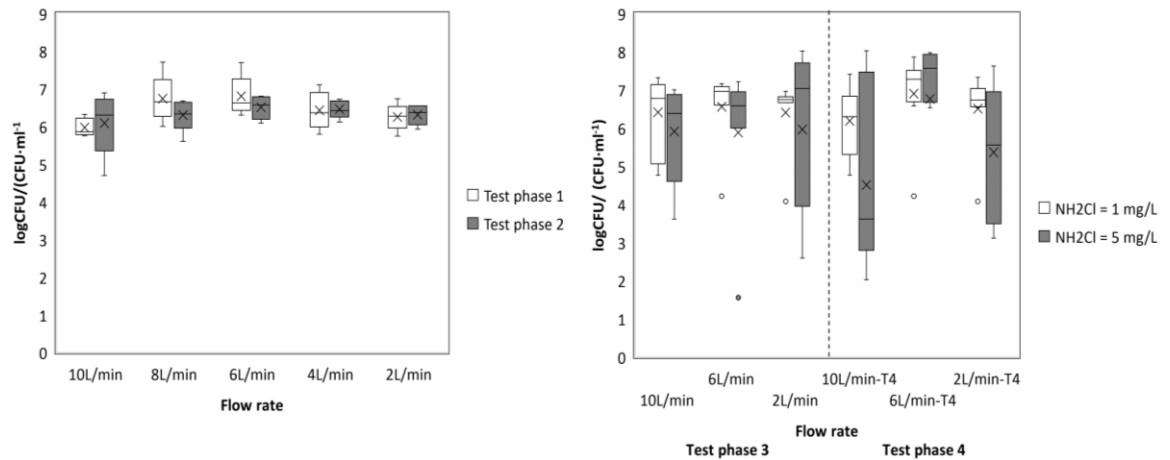 9
8
7
6
5
4
3
2
1
0
logCFU/(CFU·ml⁻¹)
10L/min 8L/min 6L/min 4L/min 2L/min
Flow rate
Test phase 1
Test phase 2
9
8
7
6
5
4
3
2
1
0
logCFU/ (CFU·ml⁻¹)
6L/min 10L/min-T4 2L/min-T4
10L/min 2L/min 6L/min-T4
Flow rate
Test phase 3 Test phase 4
NH2Cl = 1 mg/L
NH2Cl = 5 mg/L